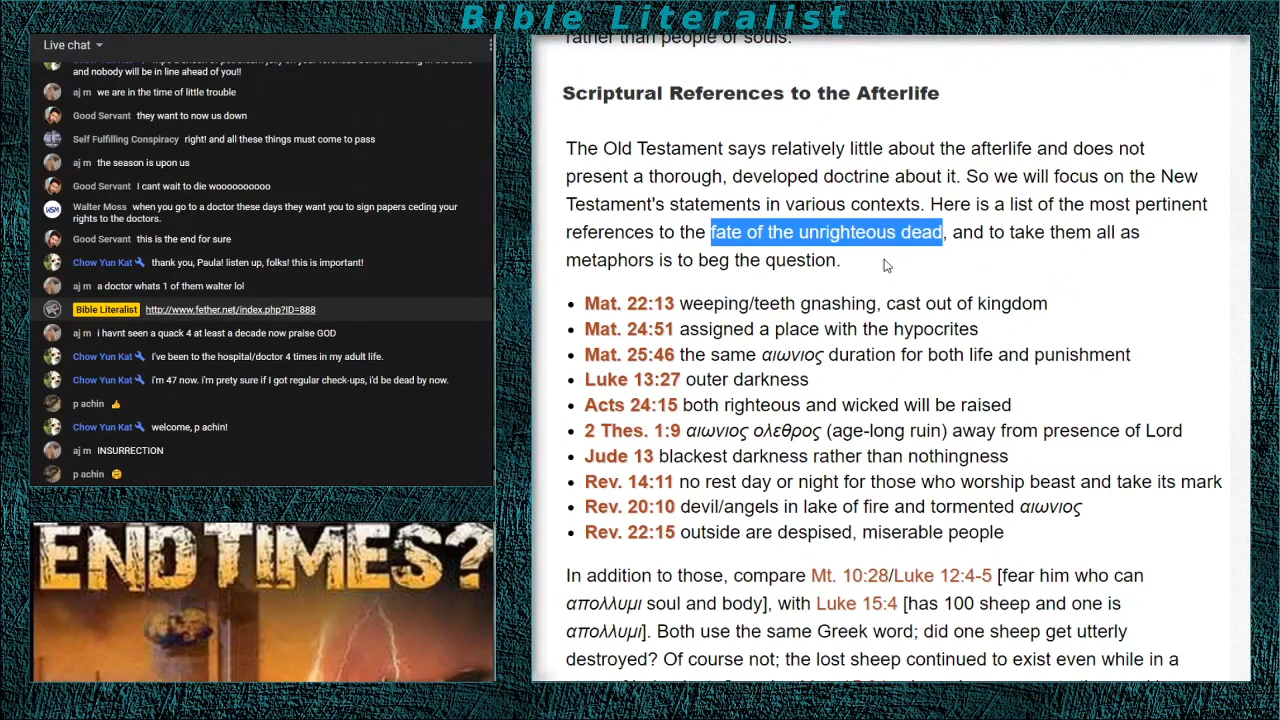 Bible Literalist
Live chat
and nobody will be in line ahead of you!!
aj m we are in the time of little trouble
Good Servant they want to now us down
Self Fulfilling Conspiracy right! and all these things must come to pass
aj m the season is upon us
Good Servant I cant wait to die woooooooooo
Walter Moss when you go to a doctor these days they want you to sign papers ceding your
rights to the doctors.
WSM
Good Servant this is the end for sure
Chow Yun Kat thank you, Paula! listen up, folks! this is important!
aj m a doctor whats 1 of them walter lol
Bible Literalist http://www.fether.net/index.php?ID=888
aj m i havnt seen a quack 4 at least a decade now praise GOD
Chow Yun Kat I've been to the hospital/doctor 4 times in my adult life.
Chow Yun Kat i'm 47 now. i'm prety sure if I got regular check-ups, i'd be dead by now.
p achin 👍
Chow Yun Kat welcome, p achin!
aj m INSURRECTION
p achin 🤗
END TIMES?
rather than people or souls.
Scriptural References to the Afterlife
The Old Testament says relatively little about the afterlife and does not
present a thorough, developed doctrine about it. So we will focus on the New
Testament's statements in various contexts. Here is a list of the most pertinent
references to the fate of the unrighteous dead, and to take them all as
metaphors is to beg the question.
• Mat. 22:13 weeping/teeth gnashing, cast out of kingdom
• Mat. 24:51 assigned a place with the hypocrites
• Mat. 25:46 the same αιωνιος duration for both life and punishment
• Luke 13:27 outer darkness
• Acts 24:15 both righteous and wicked will be raised
• 2 Thes. 1:9 αιωνιος ολεθρος (age-long ruin) away from presence of Lord
• Jude 13 blackest darkness rather than nothingness
• Rev. 14:11 no rest day or night for those who worship beast and take its mark
• Rev. 20:10 devil/angels in lake of fire and tormented αιωνιος
• Rev. 22:15 outside are despised, miserable people
In addition to those, compare Mt. 10:28/Luke 12:4-5 [fear him who can
απολλυμι soul and body], with Luke 15:4 [has 100 sheep and one is
απολλυμι]. Both use the same Greek word; did one sheep get utterly
destroyed? Of course not; the lost sheep continued to exist even while in a